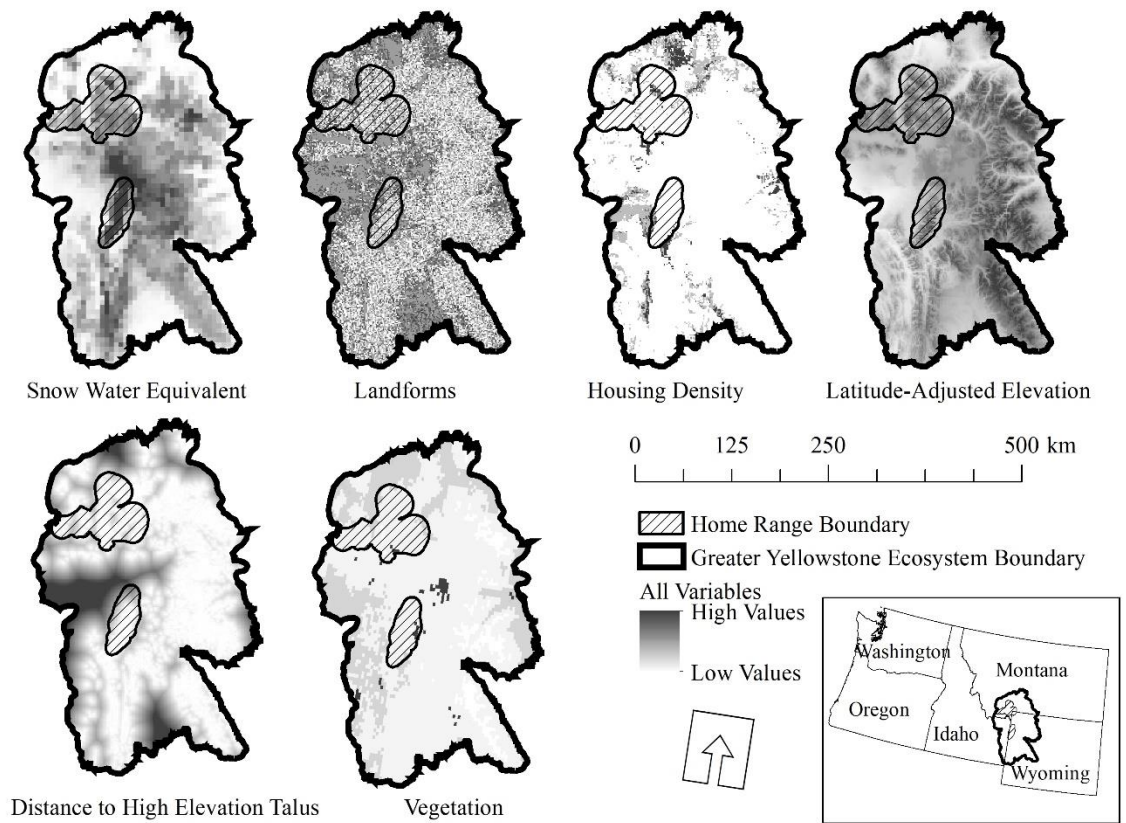 Snow Water Equivalent
Landforms
Housing Density
Latitude-Adjusted Elevation
0 125 250 500 km
Home Range Boundary
Greater Yellowstone Ecosystem Boundary
All Variables
High Values
Low Values
Washington
Montana
Oregon
Idaho
Wyoming
Distance to High Elevation Talus
Vegetation